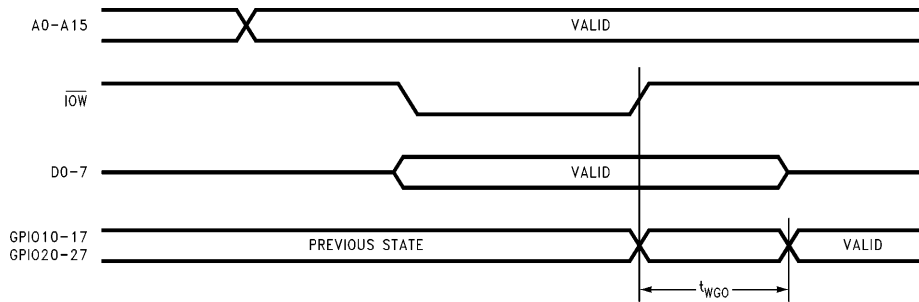 A0-A15 VALID
IOW
D0-7 VALID
GPIO10-17
GPIO20-27
PREVIOUS STATE VALID
tWGO